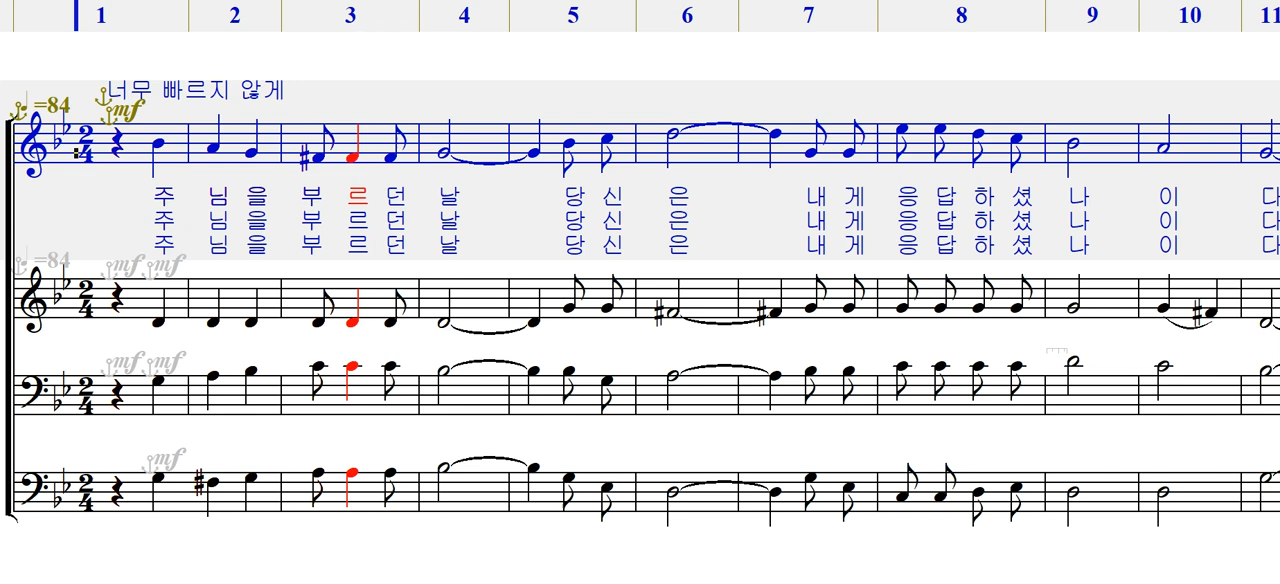 1 2 3 4 5 6 7 8 9 10 11
너무 빠르지 않게
♩=84
mf
주 님 을 부 르 던 날 당 신 은 내 게 응 답 하 셨 나 이 다
주 님 을 부 르 던 날 당 신 은 내 게 응 답 하 셨 나 이 다
주 님 을 부 르 던 날 당 신 은 내 게 응 답 하 셨 나 이 다
=84
mf mf
mf mf
mf